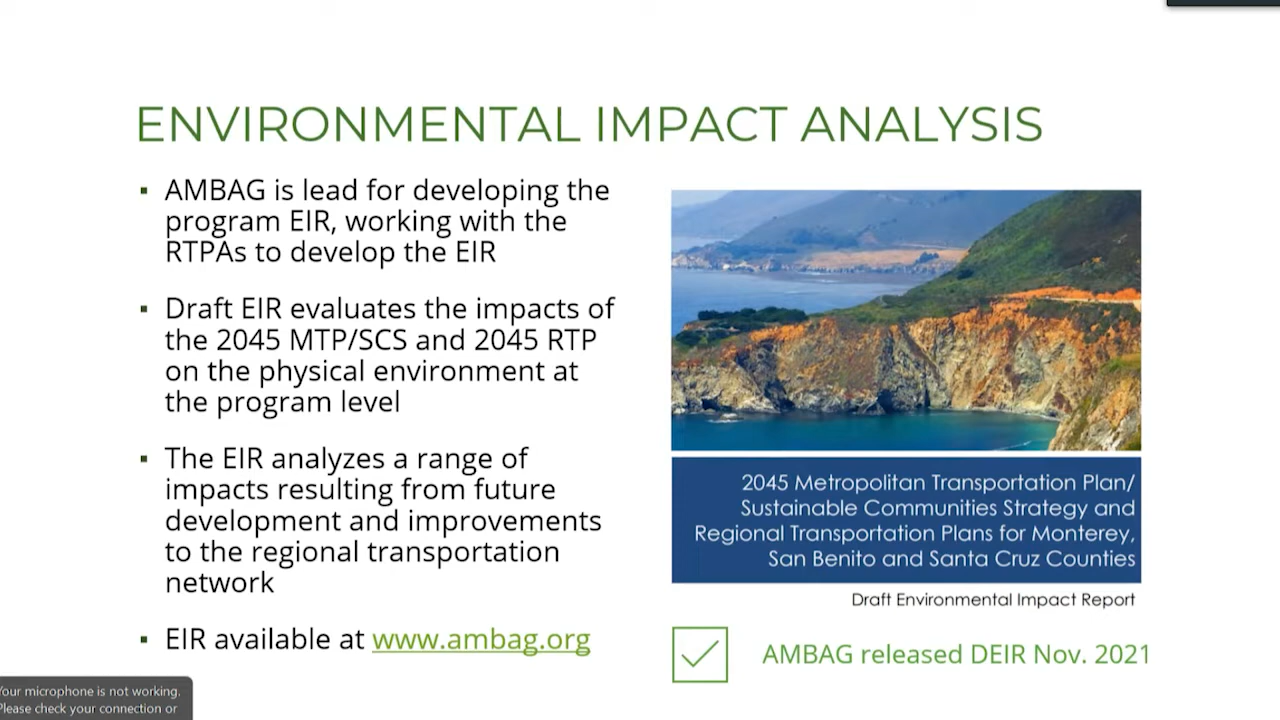 ENVIRONMENTAL IMPACT ANALYSIS
▪ AMBAG is lead for developing the
program EIR, working with the
RTPAs to develop the EIR
▪ Draft EIR evaluates the impacts of
the 2045 MTP/SCS and 2045 RTP
on the physical environment at
the program level
▪ The EIR analyzes a range of
impacts resulting from future
development and improvements
to the regional transportation
network
▪ EIR available at www.ambag.org
2045 Metropolitan Transportation Plan/
Sustainable Communities Strategy and
Regional Transportation Plans for Monterey,
San Benito and Santa Cruz Counties
Draft Environmental Impact Report
AMBAG released DEIR Nov. 2021
Your microphone is not working.
Please check your connection or